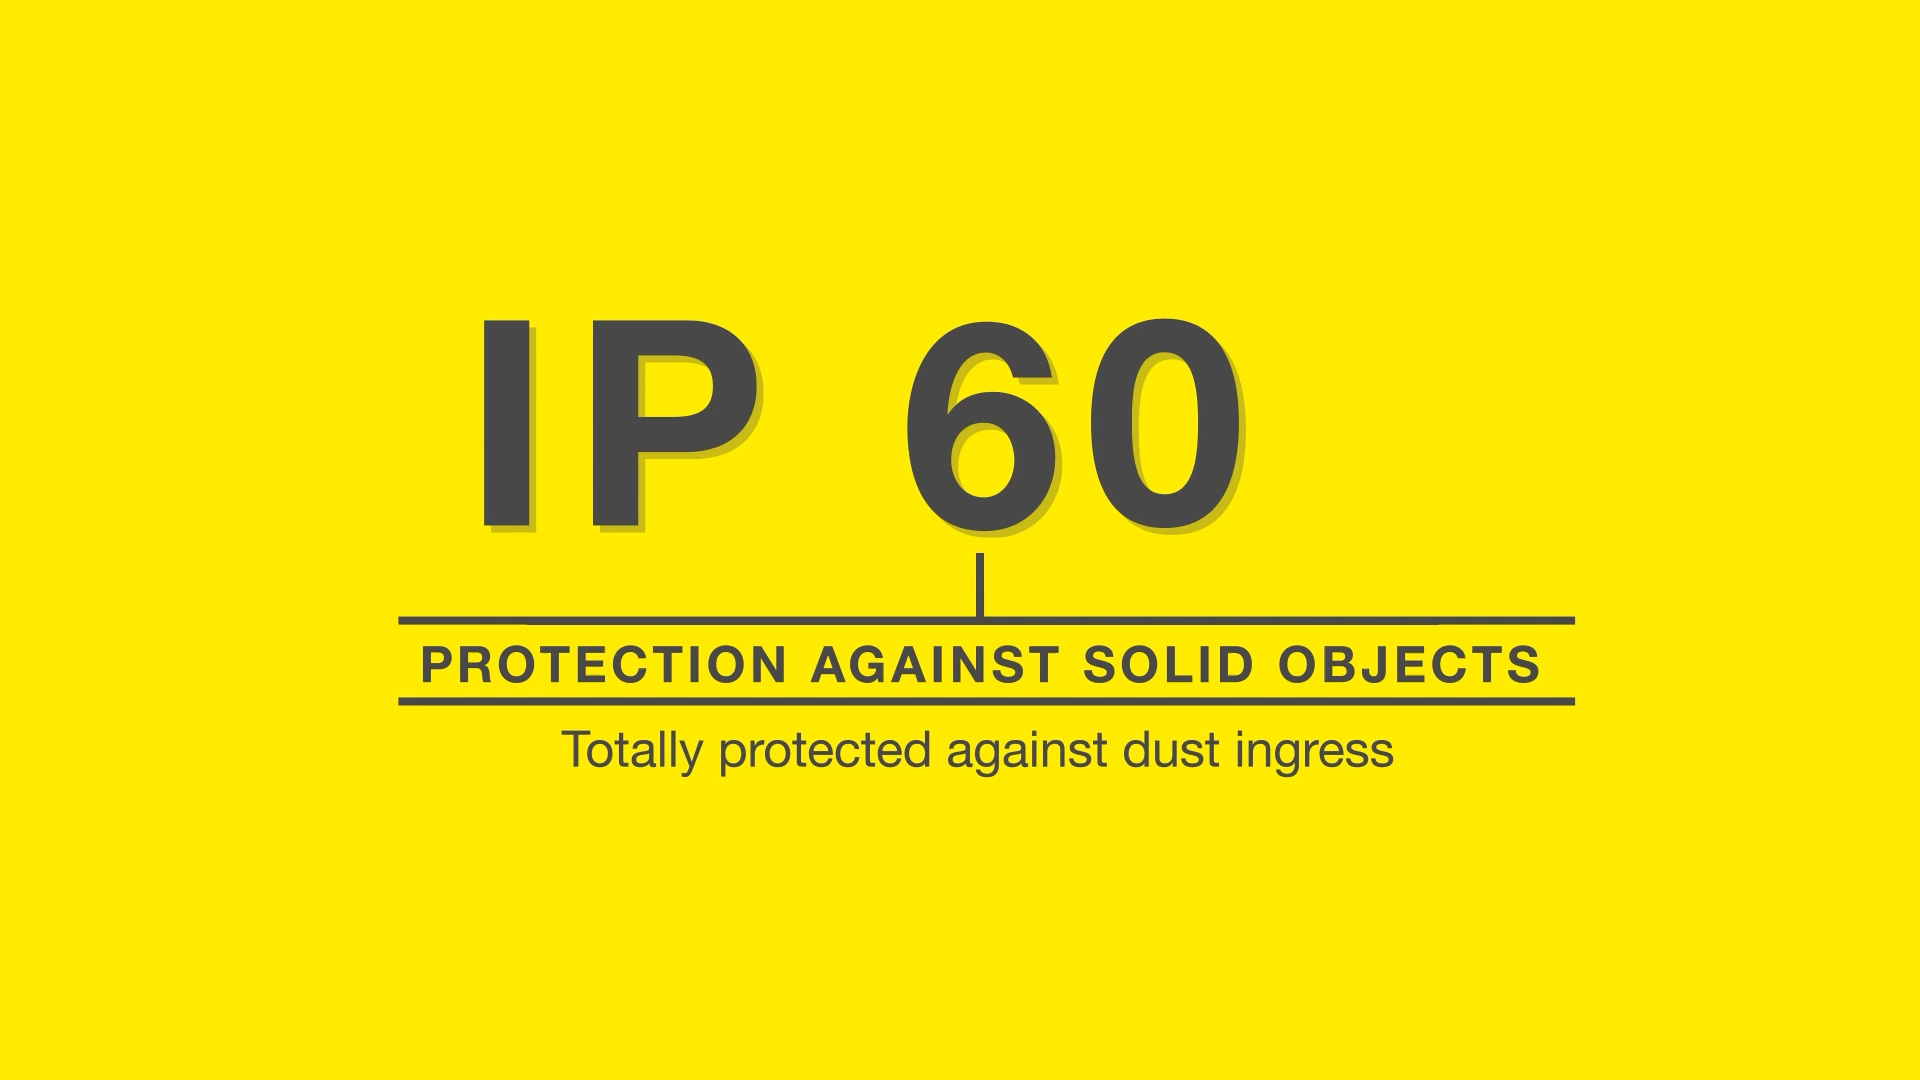 IP 60
PROTECTION AGAINST SOLID OBJECTS
Totally protected against dust ingress